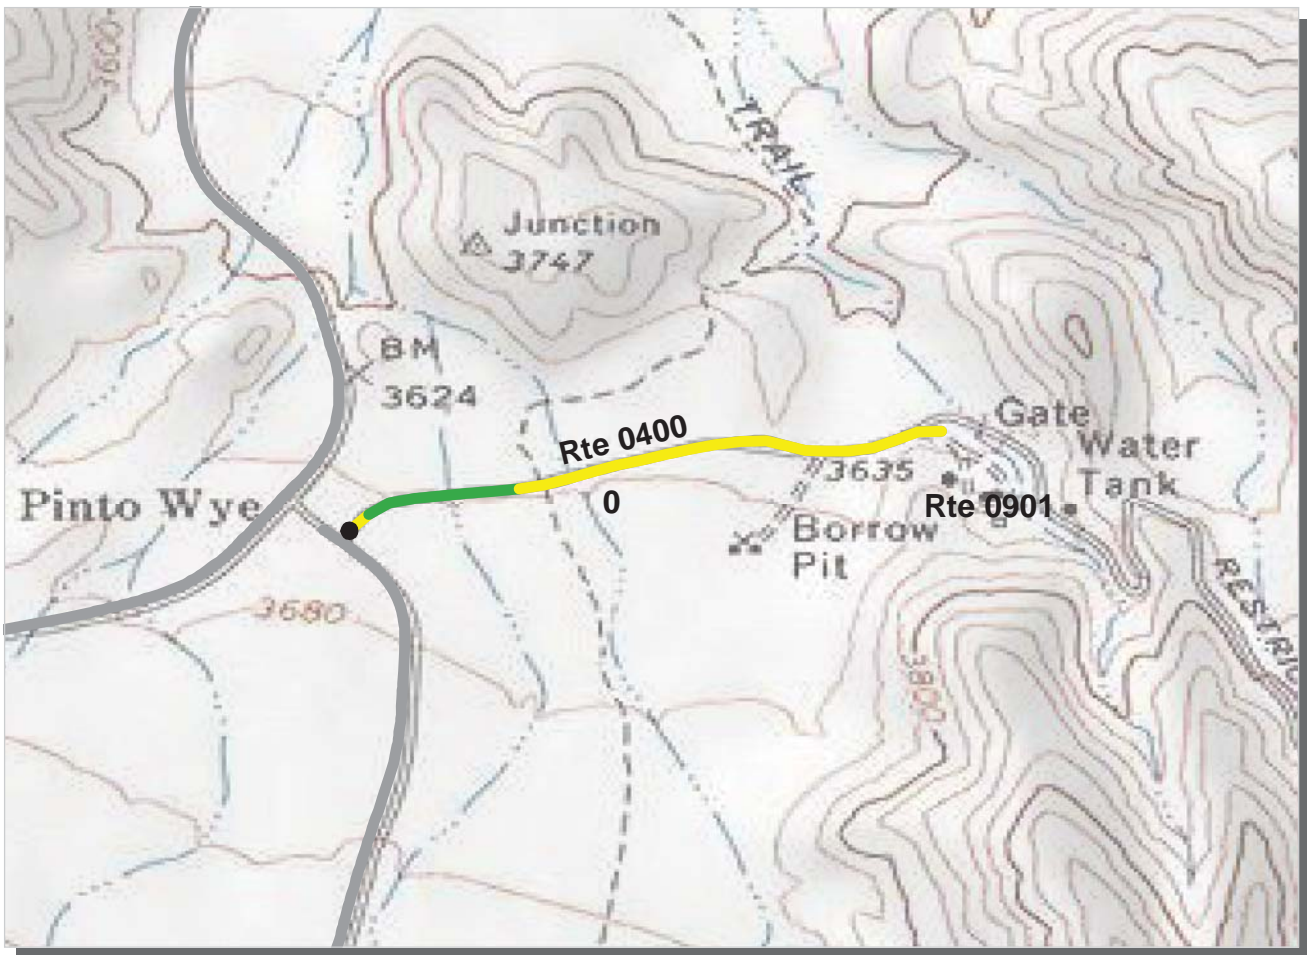 3600
TRAIL
Junction
3747
BM
3624
Gate
Water
Tank
Rte 0400
3635
Pinto Wye
0
Rte 0901
Borrow
Pit
3680
3800